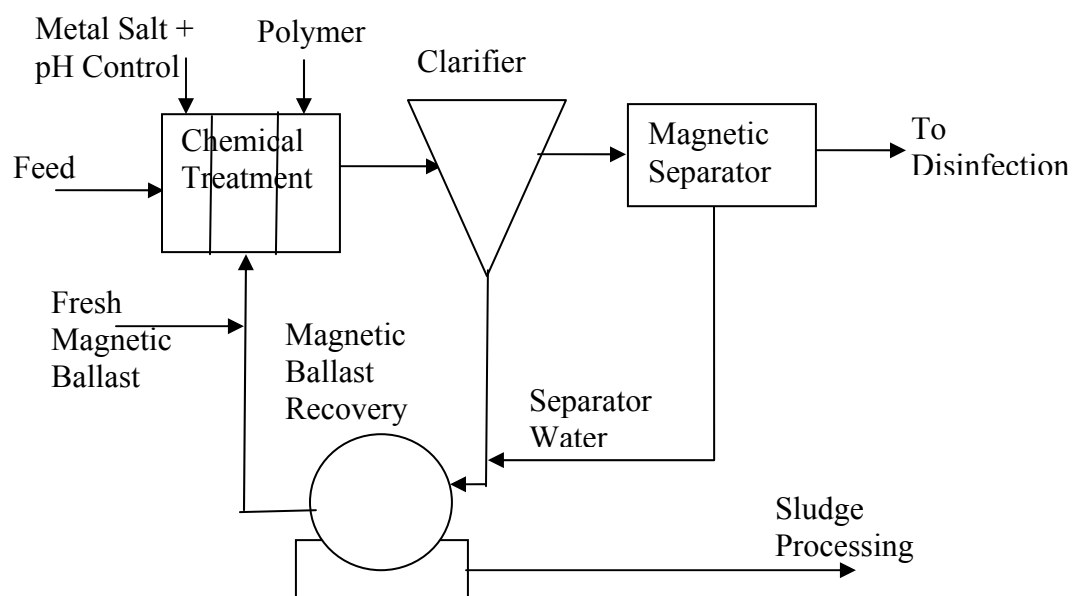 Metal Salt +
pH Control
Polymer
Clarifier
Chemical
Treatment
Magnetic
Separator
To
Disinfection
Feed
Fresh
Magnetic
Ballast
Magnetic
Ballast
Recovery
Separator
Water
Sludge
Processing